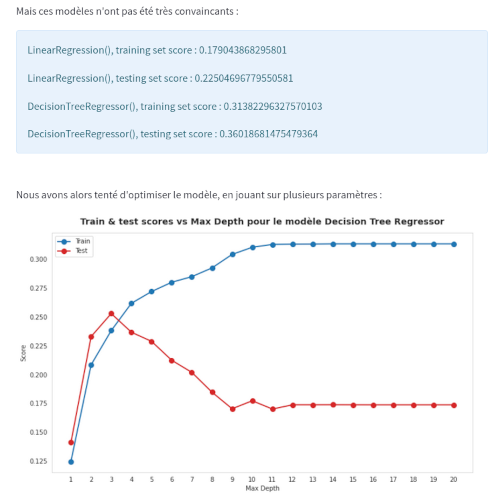 Mais ces modèles n'ont pas été très convaincants :
LinearRegression(), training set score : 0.179043868295801
LinearRegression(), testing set score : 0.22504696779550581
DecisionTreeRegressor(), training set score : 0.31382296327570103
DecisionTreeRegressor(), testing set score : 0.36018681475479364
Nous avons alors tenté d'optimiser le modèle, en jouant sur plusieurs paramètres :
Train & test scores vs Max Depth pour le modèle Decision Tree Regressor
Train
Test
0.300
0.275
0.250
0.225
0.200
0.175
0.150
0.125
Score
1 2 3 4 5 6 7 8 9 10 11 12 13 14 15 16 17 18 19 20
Max Depth